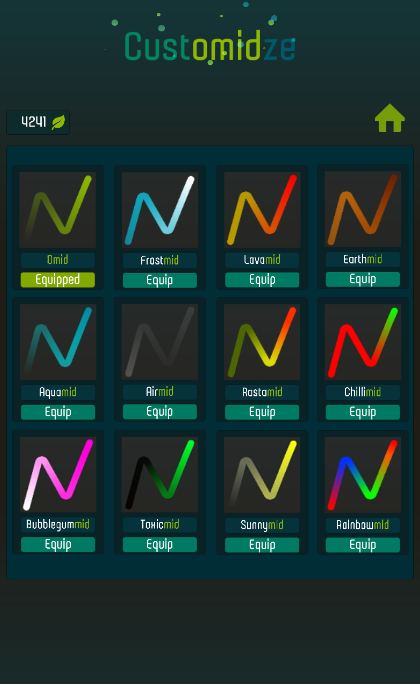 Customidze
4241
Omid Frostmid Lavamid Earthmid
Equipped Equip Equip Equip
Aquamid Airmid Rastamid Chillimid
Equip Equip Equip Equip
Bubblegummid Toxicmid Sunnymid Rainbowmid
Equip Equip Equip Equip